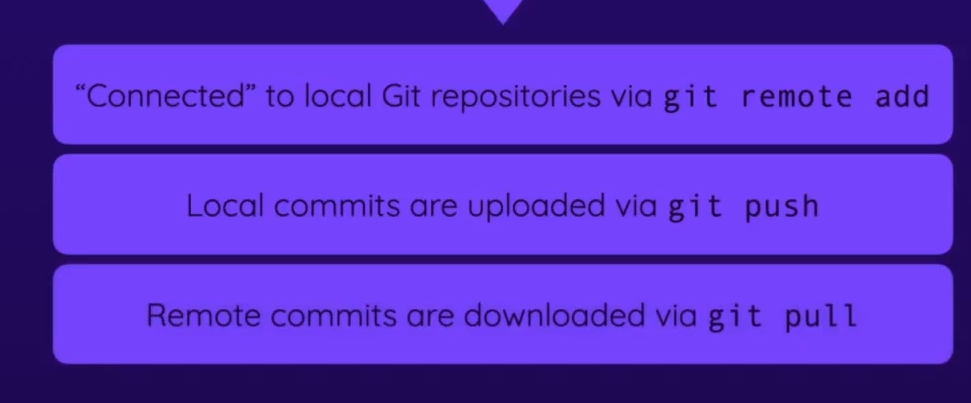 “Connected” to local Git repositories via git remote add
Local commits are uploaded via git push
Remote commits are downloaded via git pull